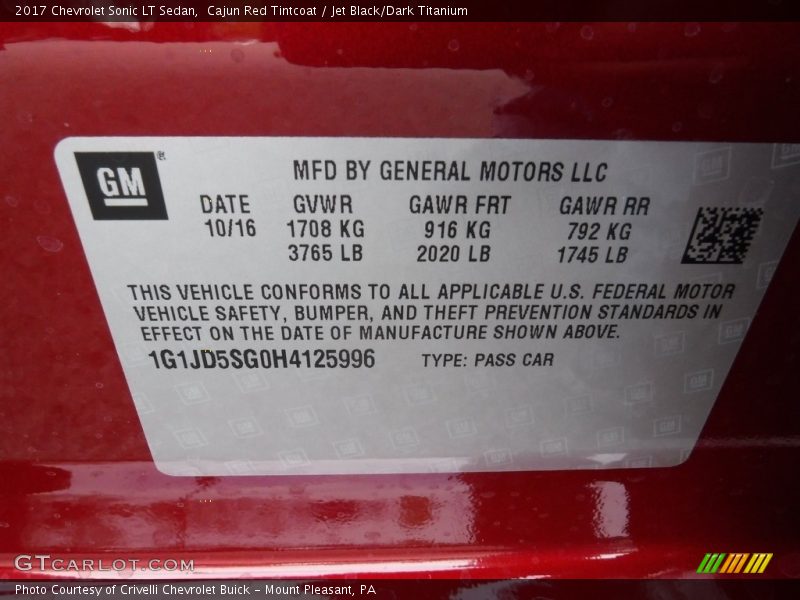 2017 Chevrolet Sonic LT Sedan,  Cajun Red Tintcoat / Jet Black/Dark Titanium
GM®
MFD BY GENERAL MOTORS LLC
DATE GVWR GAWR FRT GAWR RR
10/16 1708 KG 916 KG 792 KG
3765 LB 2020 LB 1745 LB
THIS VEHICLE CONFORMS TO ALL APPLICABLE U.S. FEDERAL MOTOR
VEHICLE SAFETY, BUMPER, AND THEFT PREVENTION STANDARDS IN
EFFECT ON THE DATE OF MANUFACTURE SHOWN ABOVE.
1G1JD5SG0H4125996 TYPE: PASS CAR
GTCARLOT.COM
Photo Courtesy of Crivelli Chevrolet Buick - Mount Pleasant, PA